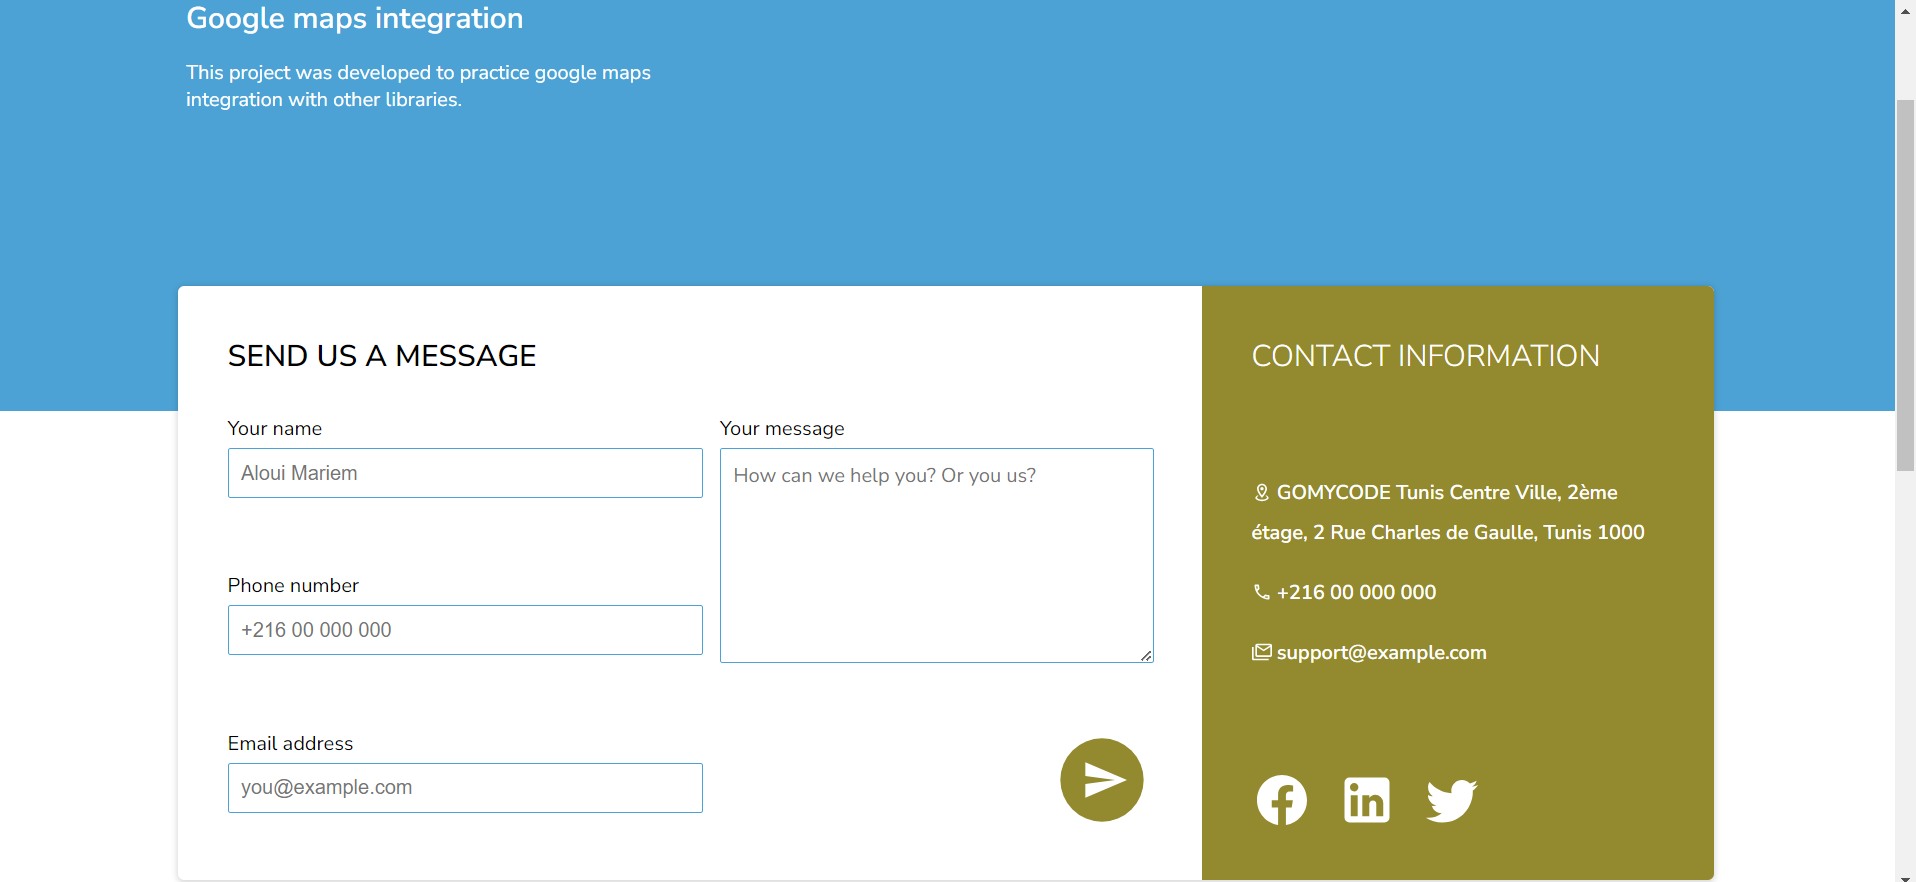 Google maps integration
This project was developed to practice google maps
integration with other libraries.
SEND US A MESSAGE
Your name
Aloui Mariem
Phone number
+216 00 000 000
Email address
you@example.com
Your message
How can we help you? Or you us?
CONTACT INFORMATION
GOMYCODE Tunis Centre Ville, 2ème
étage, 2 Rue Charles de Gaulle, Tunis 1000
+216 00 000 000
support@example.com